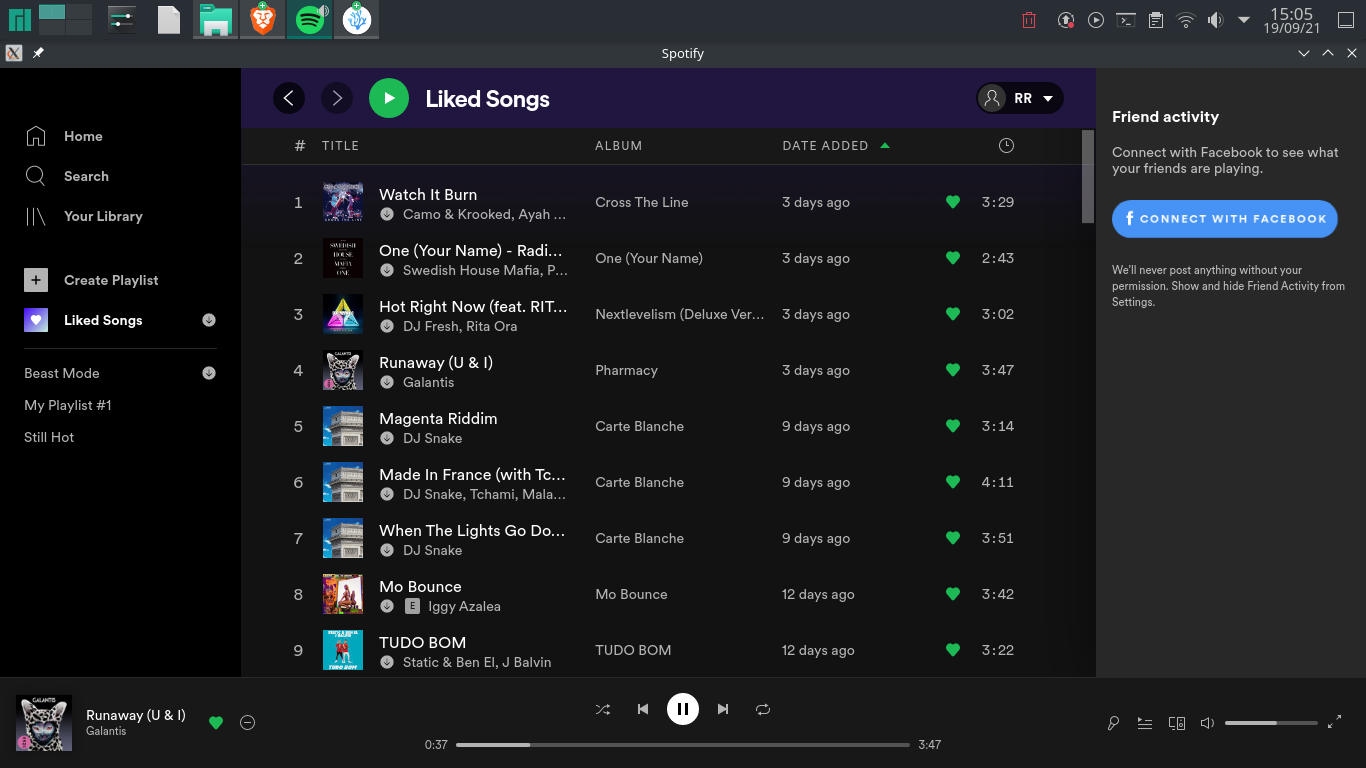 15:05
19/09/21
Spotify
Home
Search
Your Library
Create Playlist
Liked Songs
Beast Mode
My Playlist #1
Still Hot
Liked Songs
RR
# TITLE ALBUM DATE ADDED
1 Watch It Burn Cross The Line 3 days ago 3:29
Camo & Krooked, Ayah ...
2 One (Your Name) - Radi... One (Your Name) 3 days ago 2:43
Swedish House Mafia, P...
3 Hot Right Now (feat. RIT... Nextlevelism (Deluxe Ver... 3 days ago 3:02
DJ Fresh, Rita Ora
4 Runaway (U & I) Pharmacy 3 days ago 3:47
Galantis
5 Magenta Riddim Carte Blanche 9 days ago 3:14
DJ Snake
6 Made In France (with Tc... Carte Blanche 9 days ago 4:11
DJ Snake, Tchami, Mala...
7 When The Lights Go Do... Carte Blanche 9 days ago 3:51
DJ Snake
8 Mo Bounce Mo Bounce 12 days ago 3:42
E Iggy Azalea
9 TUDO BOM TUDO BOM 12 days ago 3:22
Static & Ben El, J Balvin
Friend activity
Connect with Facebook to see what
your friends are playing.
CONNECT WITH FACEBOOK
We'll never post anything without your
permission. Show and hide Friend Activity from
Settings.
GALANTIS
Runaway (U & I)
Galantis
0:37
3:47